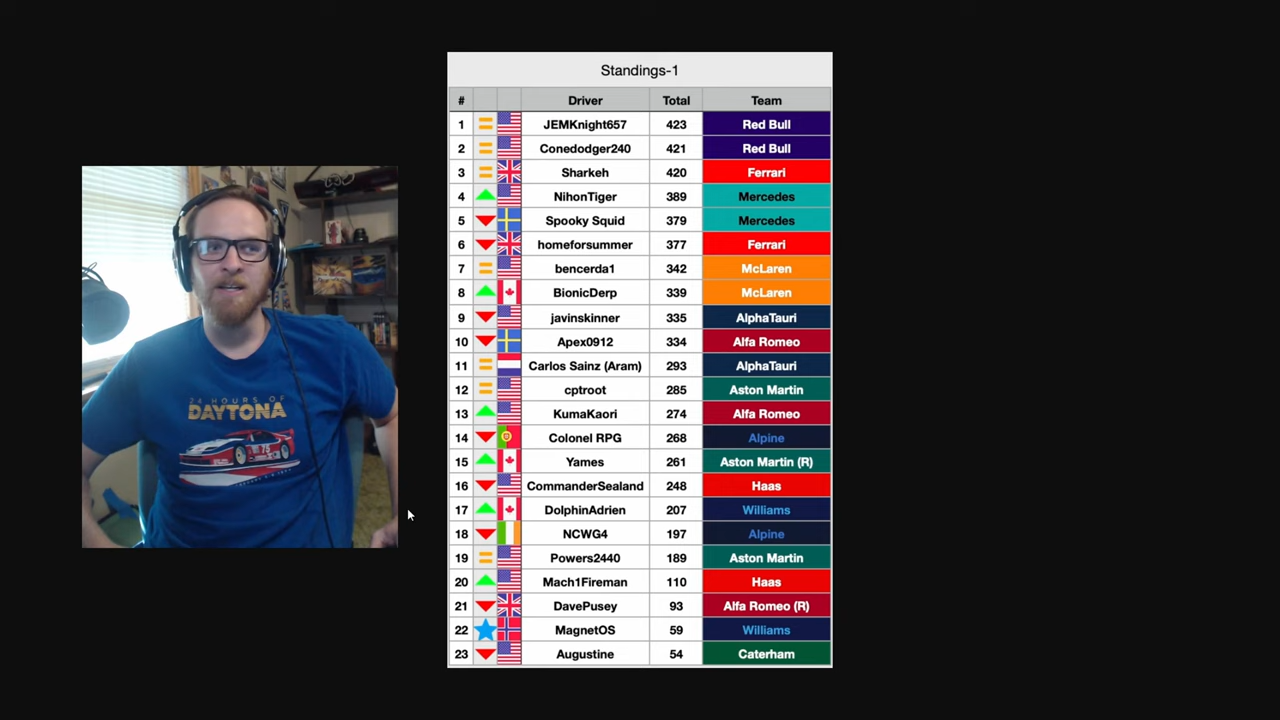 Standings-1
# Driver Total Team
1 JEMKnight657 423 Red Bull
2 Conedodger240 421 Red Bull
3 Sharkeh 420 Ferrari
4 NihonTiger 389 Mercedes
5 Spooky Squid 379 Mercedes
6 homeforsummer 377 Ferrari
7 bencerda1 342 McLaren
8 BionicDerp 339 McLaren
9 javinskinner 335 AlphaTauri
10 Apex0912 334 Alfa Romeo
11 Carlos Sainz (Aram) 293 AlphaTauri
12 cptroot 285 Aston Martin
13 KumaKaori 274 Alfa Romeo
14 Colonel RPG 268 Alpine
15 Yames 261 Aston Martin (R)
16 CommanderSealand 248 Haas
17 DolphinAdrien 207 Williams
18 NCWG4 197 Alpine
19 Powers2440 189 Aston Martin
20 Mach1Fireman 110 Haas
21 DavePusey 93 Alfa Romeo (R)
22 MagnetOS 59 Williams
23 Augustine 54 Caterham
24 HOURS OF
DAYTONA
75